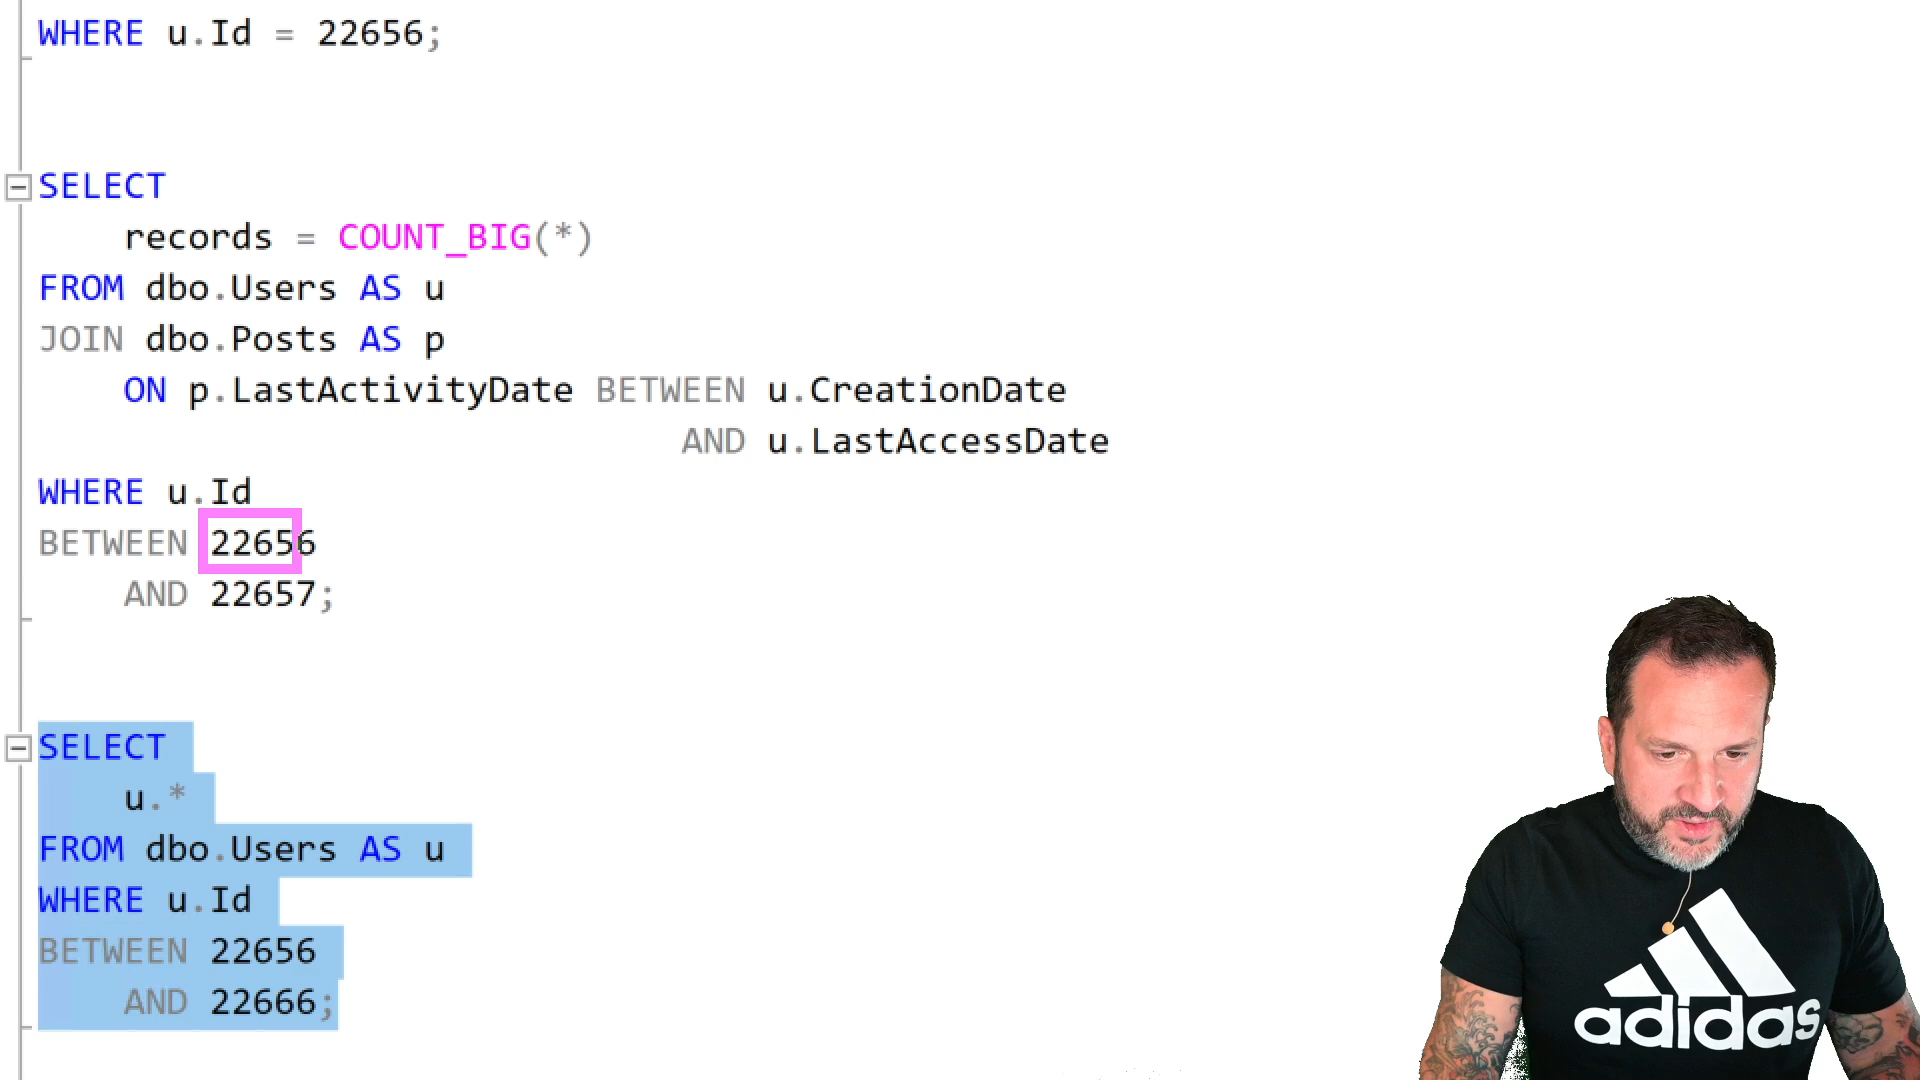 WHERE u.Id = 22656;
SELECT
records = COUNT_BIG(*)
FROM dbo.Users AS u
JOIN dbo.Posts AS p
ON p.LastActivityDate BETWEEN u.CreationDate
AND u.LastAccessDate
WHERE u.Id
BETWEEN 22656
AND 22657;
SELECT
u.*
FROM dbo.Users AS u
WHERE u.Id
BETWEEN 22656
AND 22666;
adidas